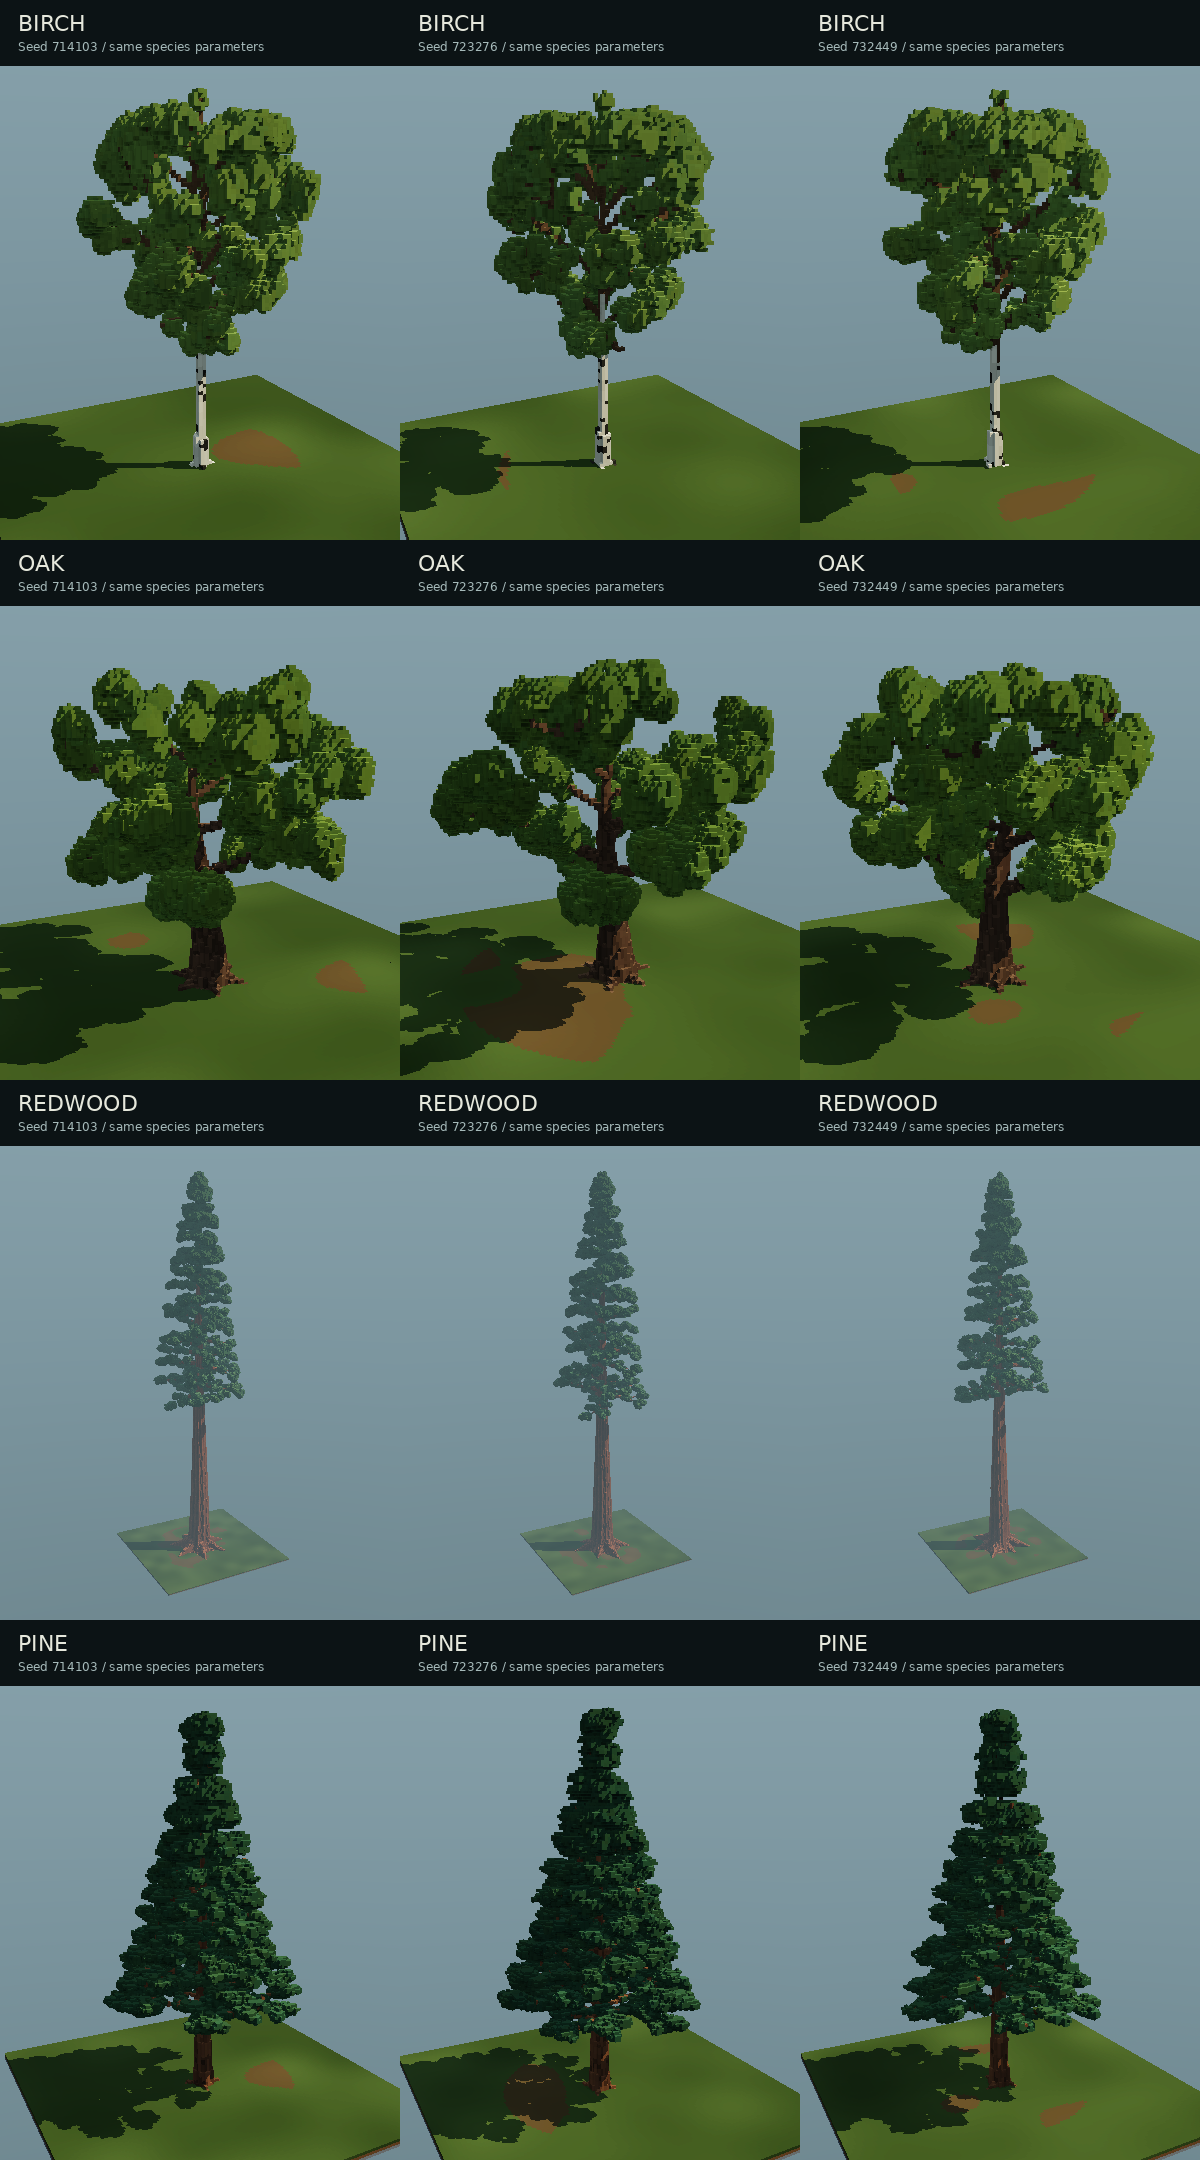 BIRCH
Seed 714103 / same species parameters
BIRCH
Seed 723276 / same species parameters
BIRCH
Seed 732449 / same species parameters
OAK
Seed 714103 / same species parameters
OAK
Seed 723276 / same species parameters
OAK
Seed 732449 / same species parameters
REDWOOD
Seed 714103 / same species parameters
REDWOOD
Seed 723276 / same species parameters
REDWOOD
Seed 732449 / same species parameters
PINE
Seed 714103 / same species parameters
PINE
Seed 723276 / same species parameters
PINE
Seed 732449 / same species parameters